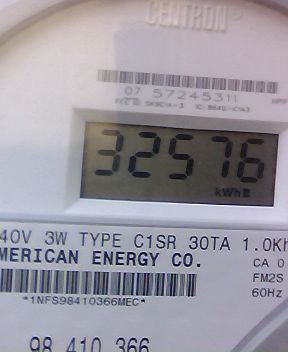 CENTRON®
07 57245311
32576
kWh
40V 3W TYPE C1SR 30TA 1.0Kh
MERICAN ENERGY CO.
CA 0
FM2S
60Hz
*1NFS98410366MEC*
98 410 366